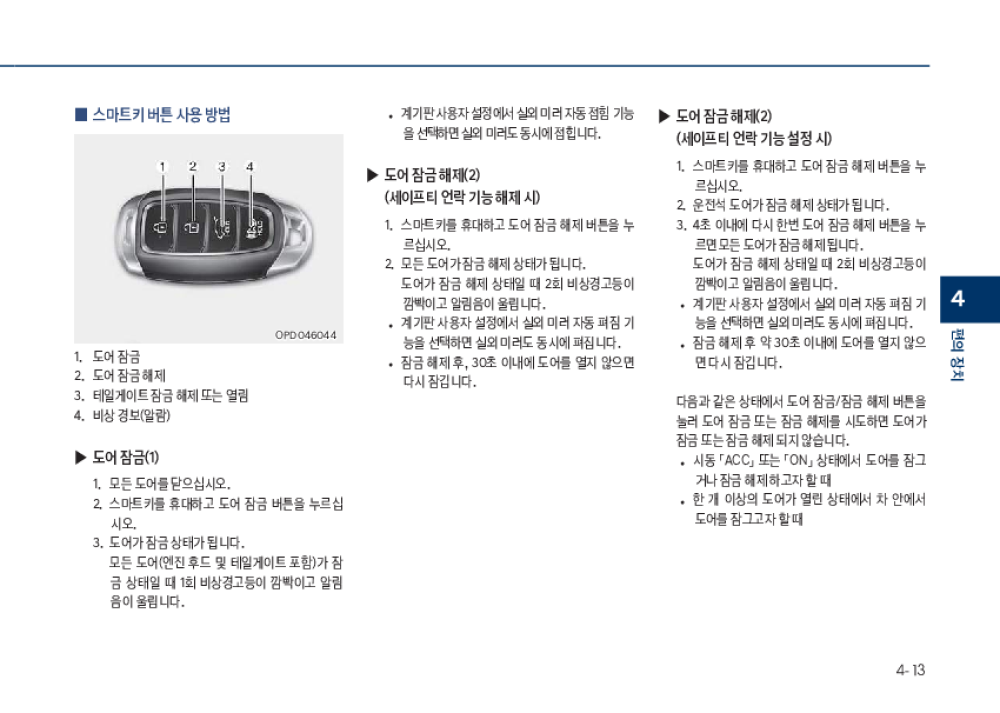 ■ 스마트키 버튼 사용 방법
1 2 3 4
OPD046044
1. 도어 잠금
2. 도어 잠금 해제
3. 테일게이트 잠금 해제 또는 열림
4. 비상 경보(알람)
▶ 도어 잠금(1)
1. 모든 도어를 닫으십시오.
2. 스마트키를 휴대하고 도어 잠금 버튼을 누르십
시오.
3. 도어가 잠금 상태가 됩니다.
모든 도어(엔진 후드 및 테일게이트 포함)가 잠
금 상태일 때 1회 비상경고등이 깜빡이고 알림
음이 울립니다.
• 계기판 사용자 설정에서 실외 미러 자동 접힘 기능
을 선택하면 실외 미러도 동시에 접힙니다.
▶ 도어 잠금 해제(2)
(세이프티 언락 기능 해제 시)
1. 스마트키를 휴대하고 도어 잠금 해제 버튼을 누
르십시오.
2. 모든 도어가 잠금 해제 상태가 됩니다.
도어가 잠금 해제 상태일 때 2회 비상경고등이
깜빡이고 알림음이 울립니다.
• 계기판 사용자 설정에서 실외 미러 자동 펴짐 기
능을 선택하면 실외 미러도 동시에 펴집니다.
• 잠금 해제 후, 30초 이내에 도어를 열지 않으면
다시 잠깁니다.
▶ 도어 잠금 해제(2)
(세이프티 언락 기능 설정 시)
1. 스마트키를 휴대하고 도어 잠금 해제 버튼을 누
르십시오.
2. 운전석 도어가 잠금 해제 상태가 됩니다.
3. 4초 이내에 다시 한번 도어 잠금 해제 버튼을 누
르면 모든 도어가 잠금 해제됩니다.
도어가 잠금 해제 상태일 때 2회 비상경고등이
깜빡이고 알림음이 울립니다.
• 계기판 사용자 설정에서 실외 미러 자동 펴짐 기
능을 선택하면 실외 미러도 동시에 펴집니다.
• 잠금 해제 후 약 30초 이내에 도어를 열지 않으
면 다시 잠깁니다.
다음과 같은 상태에서 도어 잠금/잠금 해제 버튼을
눌러 도어 잠금 또는 잠금 해제를 시도하면 도어가
잠금 또는 잠금 해제 되지 않습니다.
• 시동 「ACC」 또는 「ON」 상태에서 도어를 잠그
거나 잠금 해제하고자 할 때
• 한 개 이상의 도어가 열린 상태에서 차 안에서
도어를 잠그고자 할 때
4
편의 장치
4-13